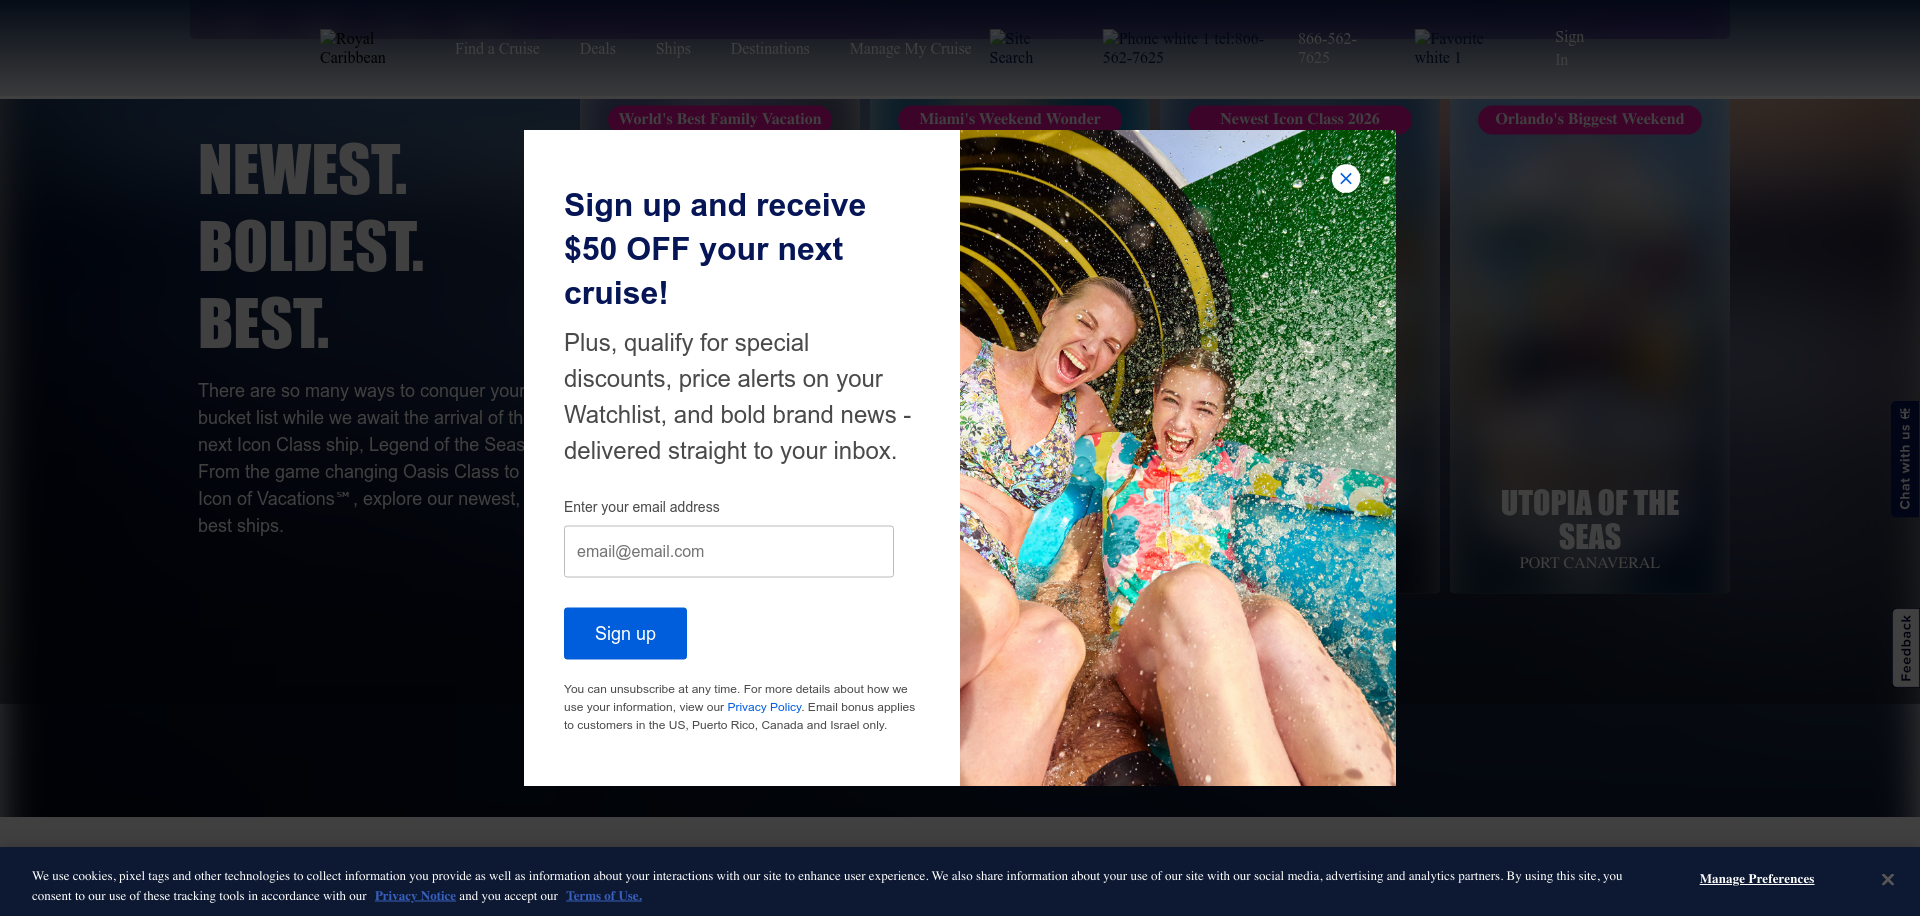 Royal
Caribbean
Find a Cruise
Deals
Ships
Destinations
Manage My Cruise
Site
Search
Phone white 1 tel:866-
562-7625
866-562-
7625
Favorite
white 1
Sign
In
World's Best Family Vacation
Miami's Weekend Wonder
Newest Icon Class 2026
Orlando's Biggest Weekend
NEWEST.
BOLDEST.
BEST.
There are so many ways to conquer your
bucket list while we await the arrival of th
next Icon Class ship, Legend of the Seas
From the game changing Oasis Class to
Icon of Vacations℠, explore our newest,
best ships.
Sign up and receive
$50 OFF your next
cruise!
Plus, qualify for special
discounts, price alerts on your
Watchlist, and bold brand news -
delivered straight to your inbox.
Enter your email address
email@email.com
Sign up
You can unsubscribe at any time. For more details about how we
use your information, view our Privacy Policy. Email bonus applies
to customers in the US, Puerto Rico, Canada and Israel only.
UTOPIA OF THE
SEAS
PORT CANAVERAL
Chat with us
Feedback
We use cookies, pixel tags and other technologies to collect information you provide as well as information about your interactions with our site to enhance user experience. We also share information about your use of our site with our social media, advertising and analytics partners. By using this site, you
consent to our use of these tracking tools in accordance with our Privacy Notice and you accept our Terms of Use.
Manage Preferences